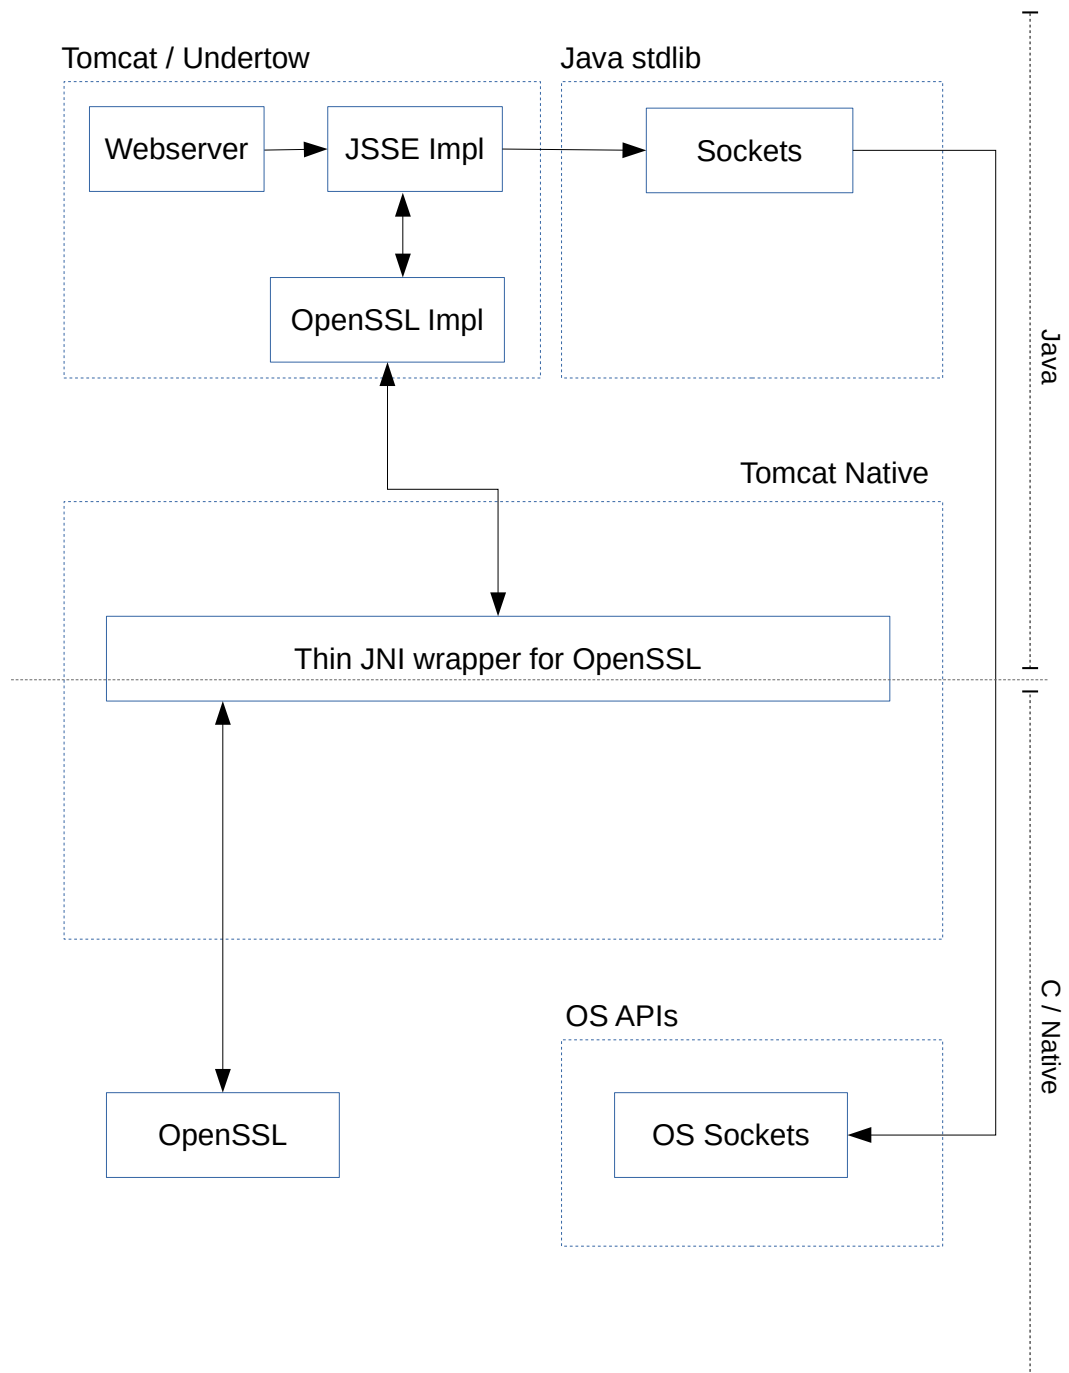 Tomcat / Undertow
Java stdlib
Webserver
JSSE Impl
Sockets
OpenSSL Impl
Java
Tomcat Native
Thin JNI wrapper for OpenSSL
C / Native
OS APIs
OpenSSL
OS Sockets